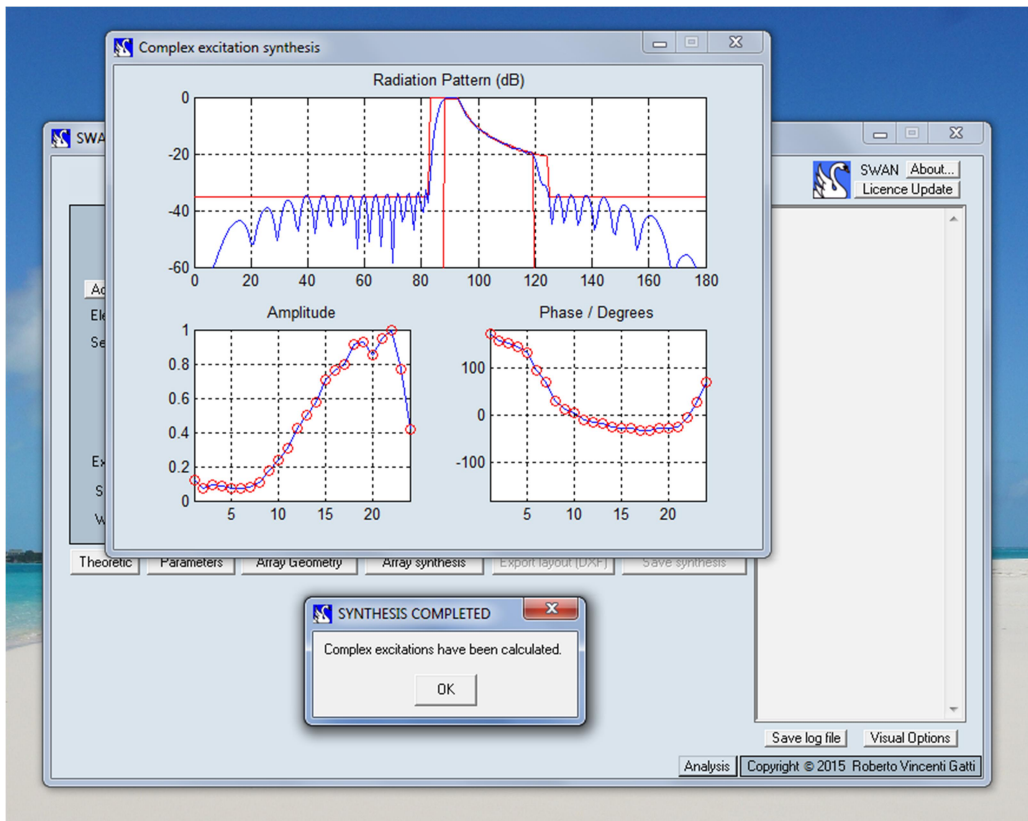 Complex excitation synthesis
Radiation Pattern (dB)
0
-20
-40
-60
0 20 40 60 80 100 120 140 160 180
Amplitude
1
0.8
0.6
0.4
0.2
0
5 10 15 20
Phase / Degrees
100
0
-100
5 10 15 20
SWAN About...
Licence Update
Theoretic Parameters Array Geometry Array synthesis Export layout (DXF) Save synthesis
SYNTHESIS COMPLETED
Complex excitations have been calculated.
OK
Save log file Visual Options
Analysis Copyright © 2015 Roberto Vincenti Gatti